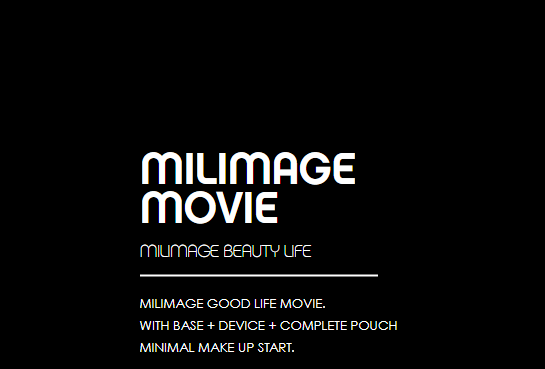 MILIMAGE
MOVIE
MILIMAGE BEAUTY LIFE
MILIMAGE GOOD LIFE MOVIE.
WITH BASE + DEVICE + COMPLETE POUCH
MINIMAL MAKE UP START.